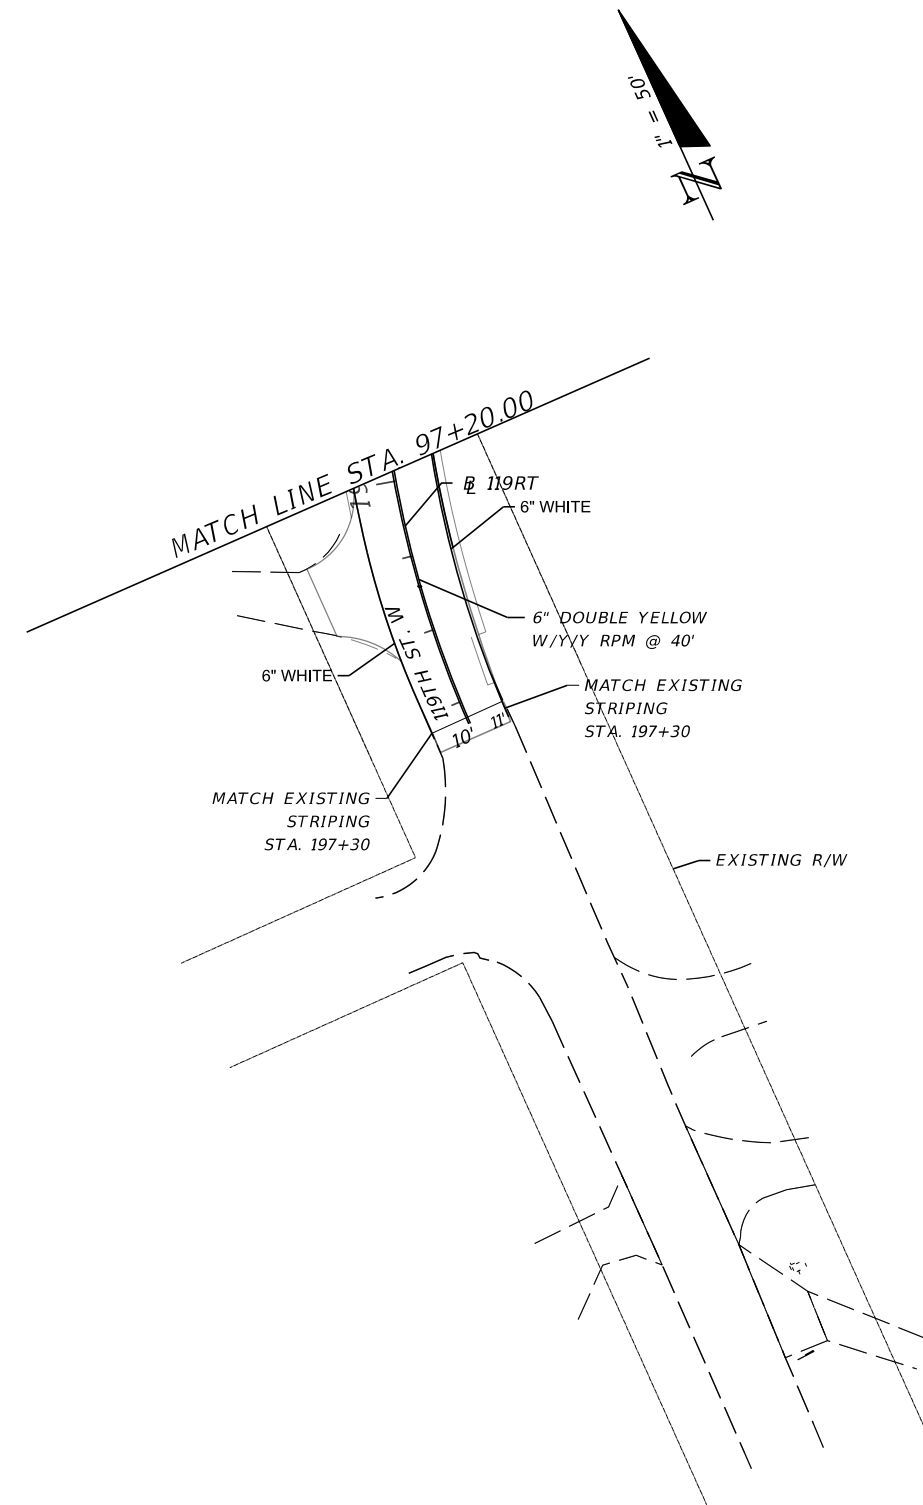 1" = 50'
N
MATCH LINE STA. 97+20.00
BL 119RT
6" WHITE
6" DOUBLE YELLOW
W/Y/Y RPM @ 40'
119TH ST. W
6" WHITE
MATCH EXISTING
STRIPING
STA. 197+30
10'
11'
MATCH EXISTING
STRIPING
STA. 197+30
EXISTING R/W